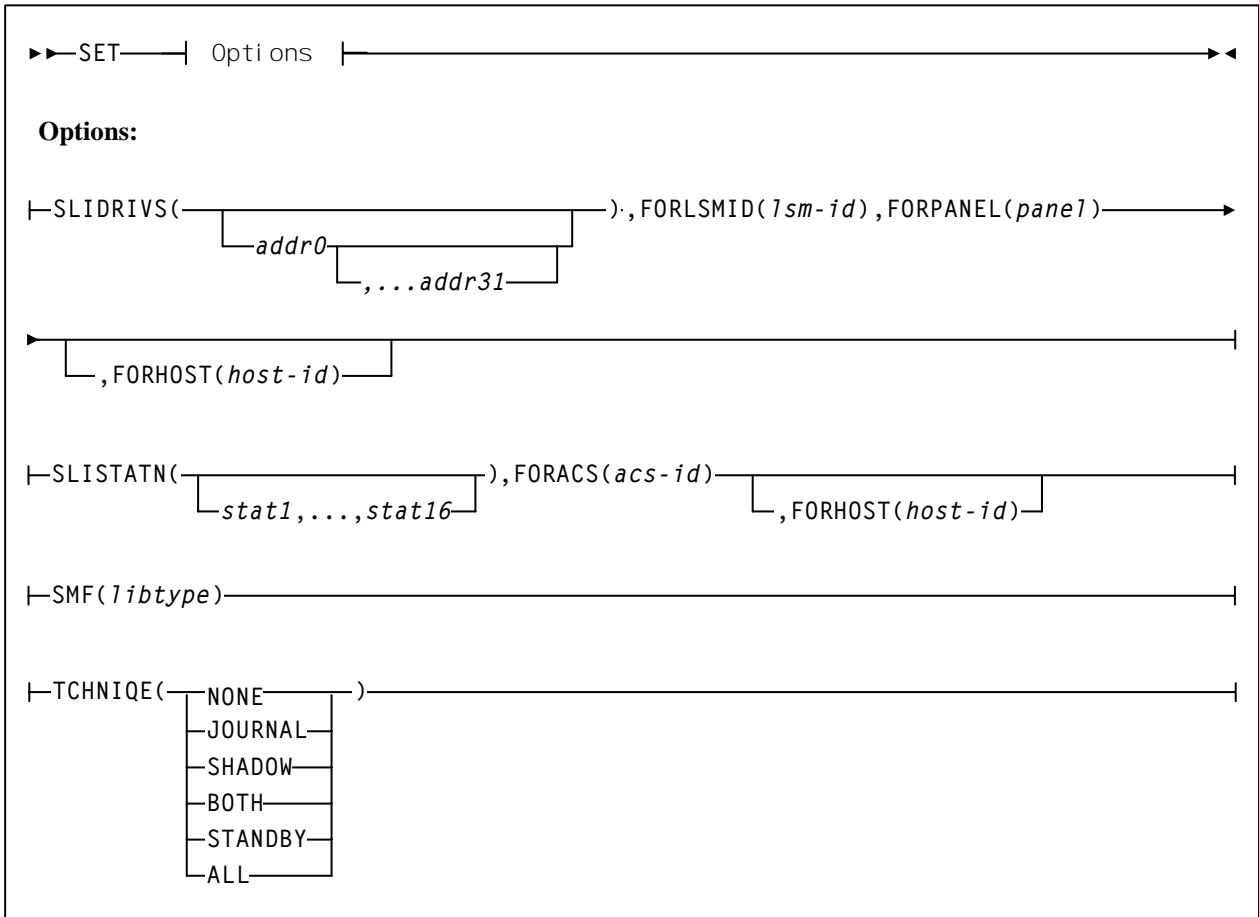 SET Options
Options:
SLIDRIVS( ),FORLSMID(lsm-id),FORPANEL(panel)
addr0
,...addr31
,FORHOST(host-id)
SLISTATN( ),FORACS(acs-id)
stat1,...,stat16 ,FORHOST(host-id)
SMF(libtype)
TCHNIQE( NONE )
JOURNAL
SHADOW
BOTH
STANDBY
ALL